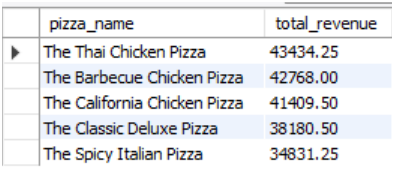 pizza_name total_revenue
The Thai Chicken Pizza 43434.25
The Barbecue Chicken Pizza 42768.00
The California Chicken Pizza 41409.50
The Classic Deluxe Pizza 38180.50
The Spicy Italian Pizza 34831.25